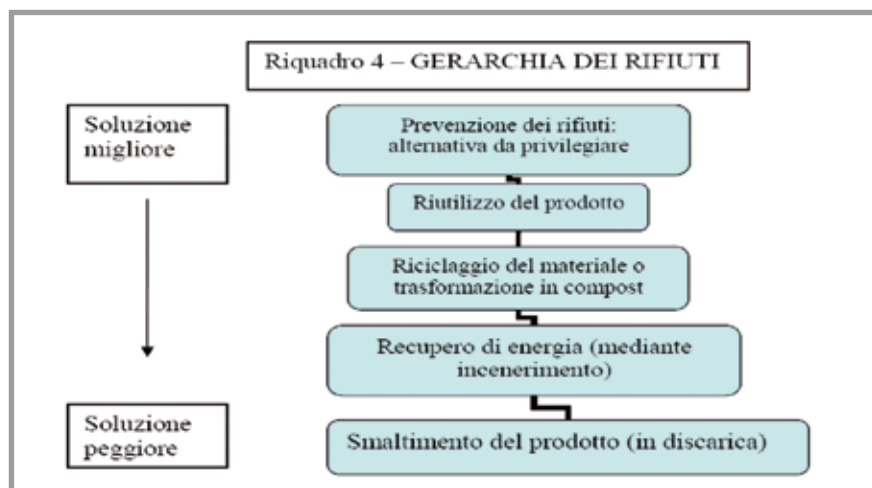 Riquadro 4 – GERARCHIA DEI RIFIUTI
Soluzione
migliore
Prevenzione dei rifiuti:
alternativa da privilegiare
Riutilizzo del prodotto
Riciclaggio del materiale o
trasformazione in compost
Recupero di energia (mediante
incenerimento)
Soluzione
peggiore
Smaltimento del prodotto (in discarica)